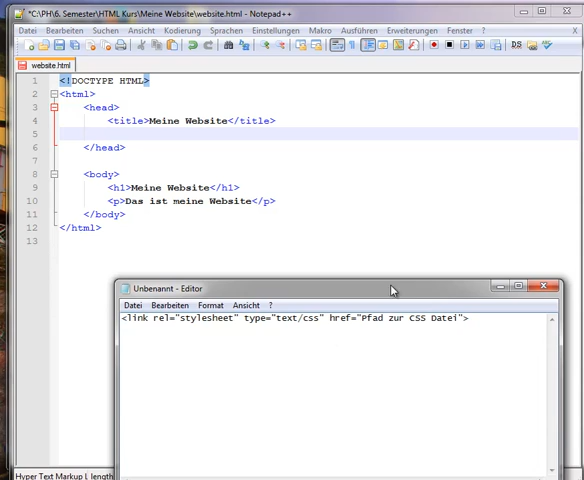 *C:\PH\6. Semester\HTML Kurs\Meine Website\website.html - Notepad++
Datei Bearbeiten Suchen Ansicht Kodierung Sprachen Einstellungen Makro Ausführen Erweiterungen Fenster ? X
website.html
1 <!DOCTYPE HTML>
2 <html>
3 <head>
4 <title>Meine Website</title>
5
6 </head>
7
8 <body>
9 <h1>Meine Website</h1>
10 <p>Das ist meine Website</p>
11 </body>
12 </html>
13
Unbenannt - Editor
Datei Bearbeiten Format Ansicht ?
<link rel="stylesheet" type="text/css" href="Pfad zur CSS Datei">
Hyper Text Markup L length